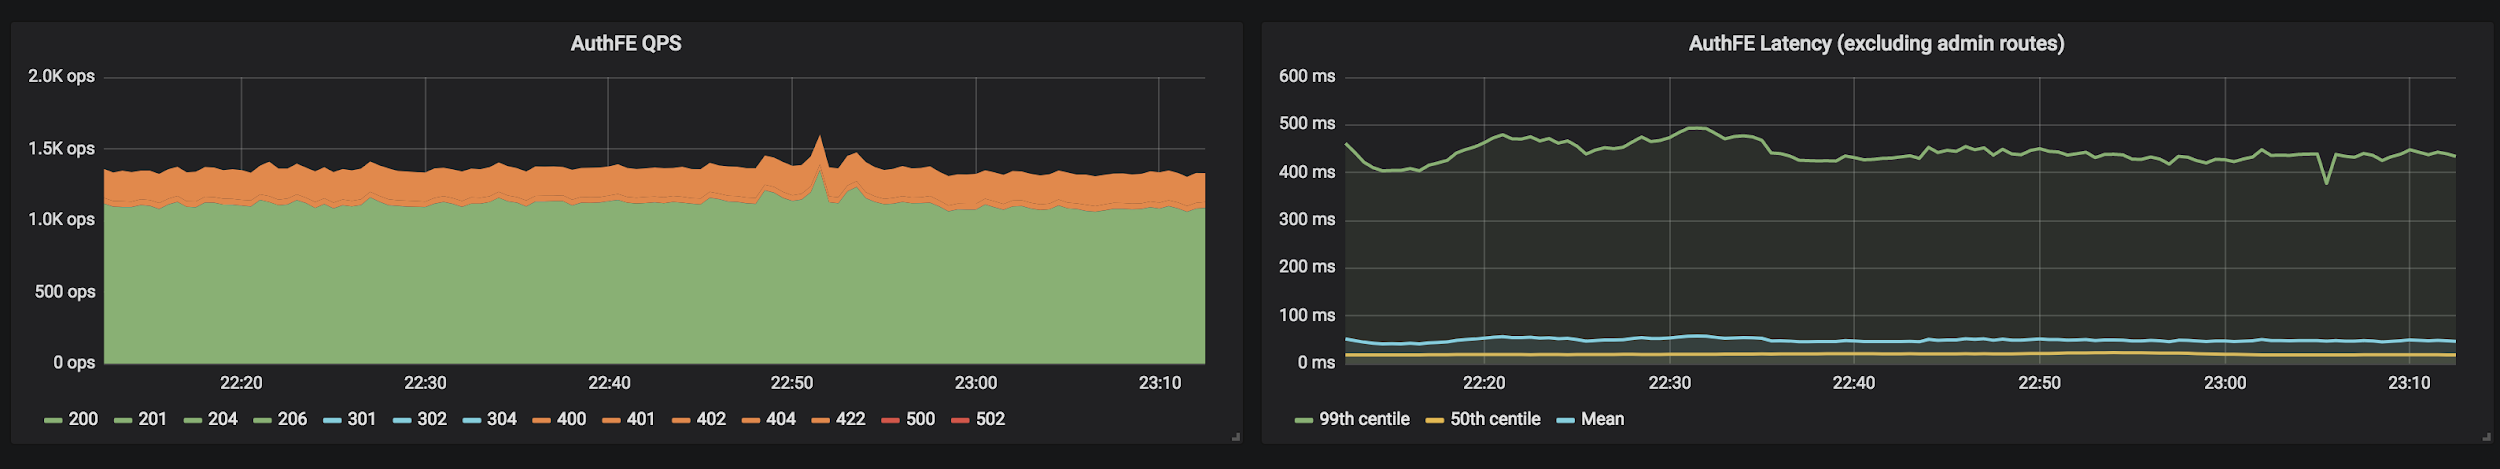 AuthFE QPS
2.0K ops
1.5K ops
1.0K ops
500 ops
0 ops
22:20 22:30 22:40 22:50 23:00 23:10
200 201 204 206 301 302 304 400 401 402 404 422 500 502
AuthFE Latency (excluding admin routes)
600 ms
500 ms
400 ms
300 ms
200 ms
100 ms
0 ms
22:20 22:30 22:40 22:50 23:00 23:10
99th centile 50th centile Mean